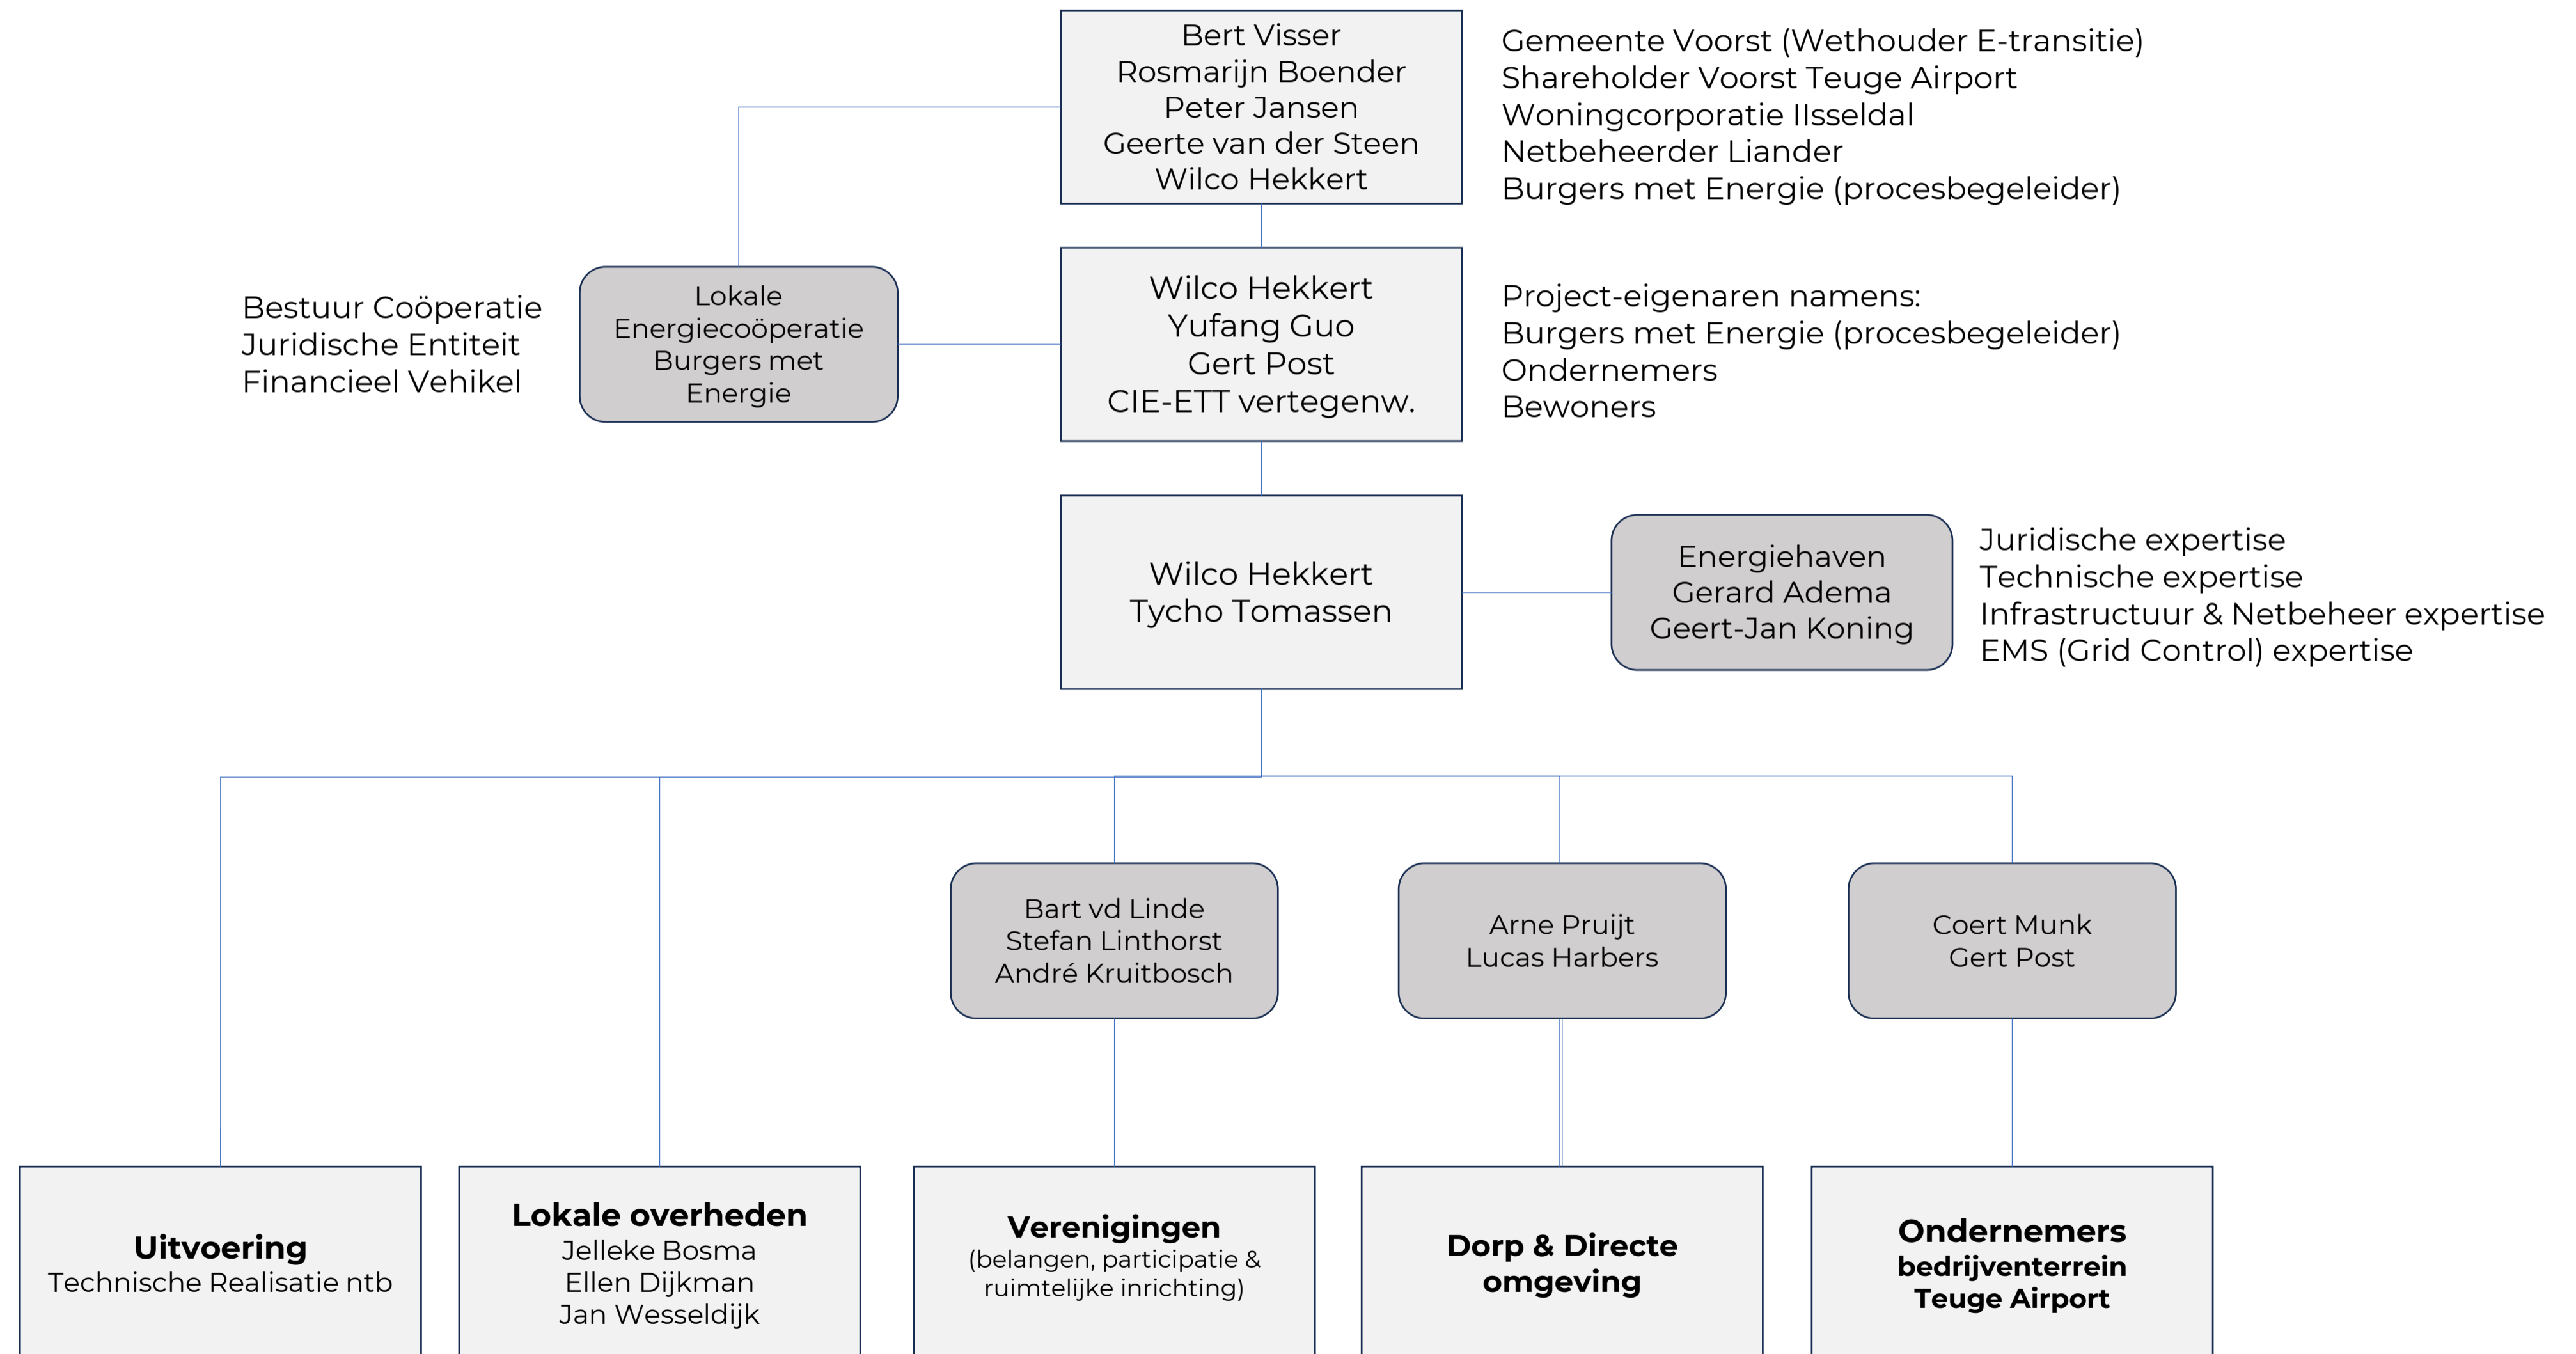 Bert Visser
Rosmarijn Boender
Peter Jansen
Geerte van der Steen
Wilco Hekkert
Gemeente Voorst (Wethouder E-transitie)
Shareholder Voorst Teuge Airport
Woningcorporatie IIsseldal
Netbeheerder Liander
Burgers met Energie (procesbegeleider)
Bestuur Coöperatie
Juridische Entiteit
Financieel Vehikel
Lokale
Energiecoöperatie
Burgers met
Energie
Wilco Hekkert
Yufang Guo
Gert Post
CIE-ETT vertegenw.
Project-eigenaren namens:
Burgers met Energie (procesbegeleider)
Ondernemers
Bewoners
Wilco Hekkert
Tycho Tomassen
Energiehaven
Gerard Adema
Geert-Jan Koning
Juridische expertise
Technische expertise
Infrastructuur & Netbeheer expertise
EMS (Grid Control) expertise
Bart vd Linde
Stefan Linthorst
André Kruitbosch
Arne Pruijt
Lucas Harbers
Coert Munk
Gert Post
Uitvoering
Technische Realisatie ntb
Lokale overheden
Jelleke Bosma
Ellen Dijkman
Jan Wesseldijk
Verenigingen
(belangen, participatie &
ruimtelijke inrichting)
Dorp & Directe
omgeving
Ondernemers
bedrijventerrein
Teuge Airport